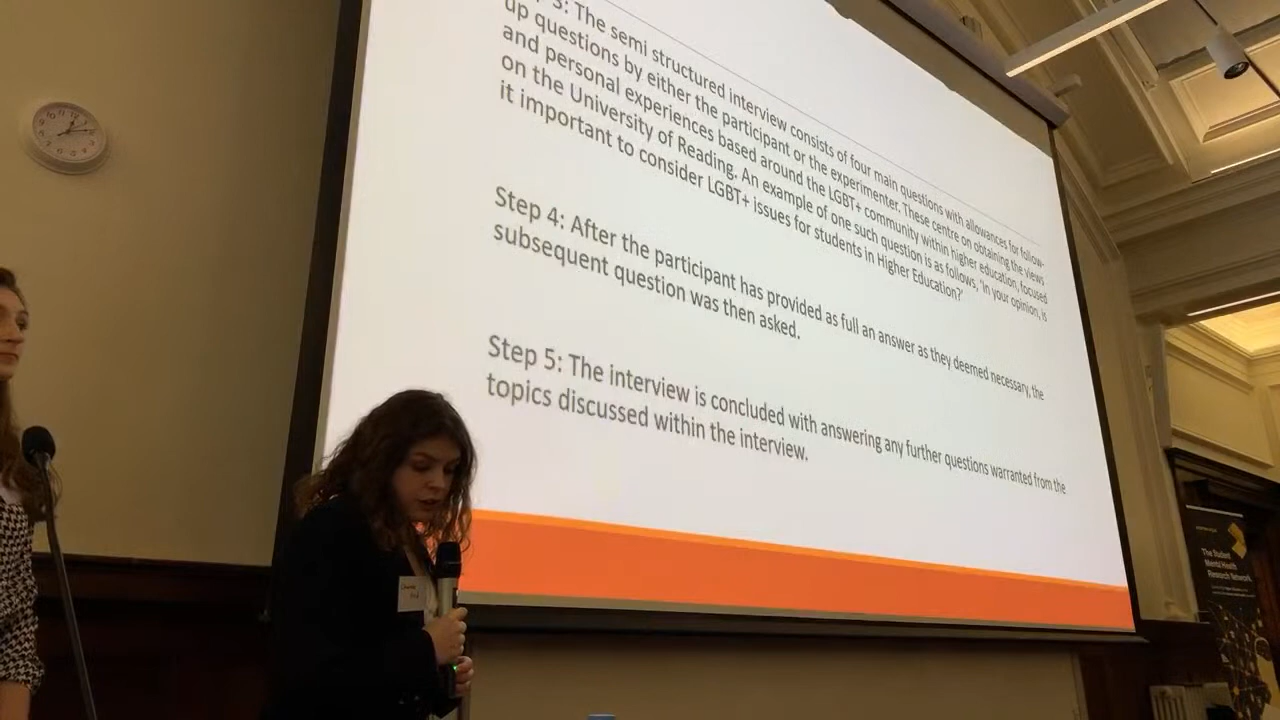 3: The semi structured interview consists of four main questions with allowances for follow-
up questions by either the participant or the experimenter. These centre on obtaining the views
and personal experiences based around the LGBT+ community within higher education, focused
on the University of Reading. An example of one such question is as follows, 'In your opinion, is
it important to consider LGBT+ issues for students in Higher Education?'
Step 4: After the participant has provided as full an answer as they deemed necessary, the
subsequent question was then asked.
Step 5: The interview is concluded with answering any further questions warranted from the
topics discussed within the interview.
The Student
Mental Health
Research Network